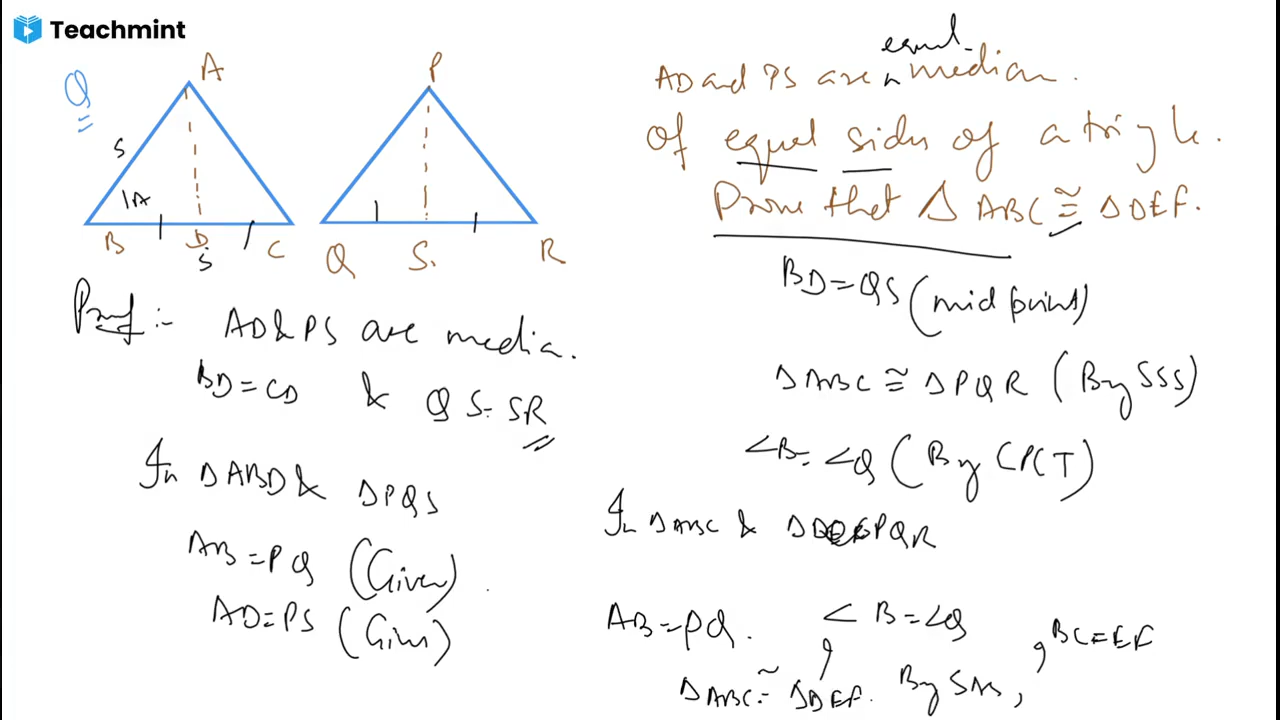 Teachmint
Q
A
S
1A
B
D
S
C
P
Q
S.
R
equal
AD and PS are ^ median.
Of equal sides of a triangle.
Prove that Δ ABC ≅ Δ DEF.
Proof :-
AD & PS are media.
BD = CD & QS = SR
In Δ ABD & Δ PQS
AB = PQ (Given)
AD = PS (Given)
BD = QS (mid point)
Δ ABC ≅ Δ PQR (By SSS)
∠B = ∠Q (By CPCT)
In Δ ABC & Δ PQR
AB = PQ. , ∠B = ∠Q , BC = EF
Δ ABC ≅ Δ DEF. By SAS,